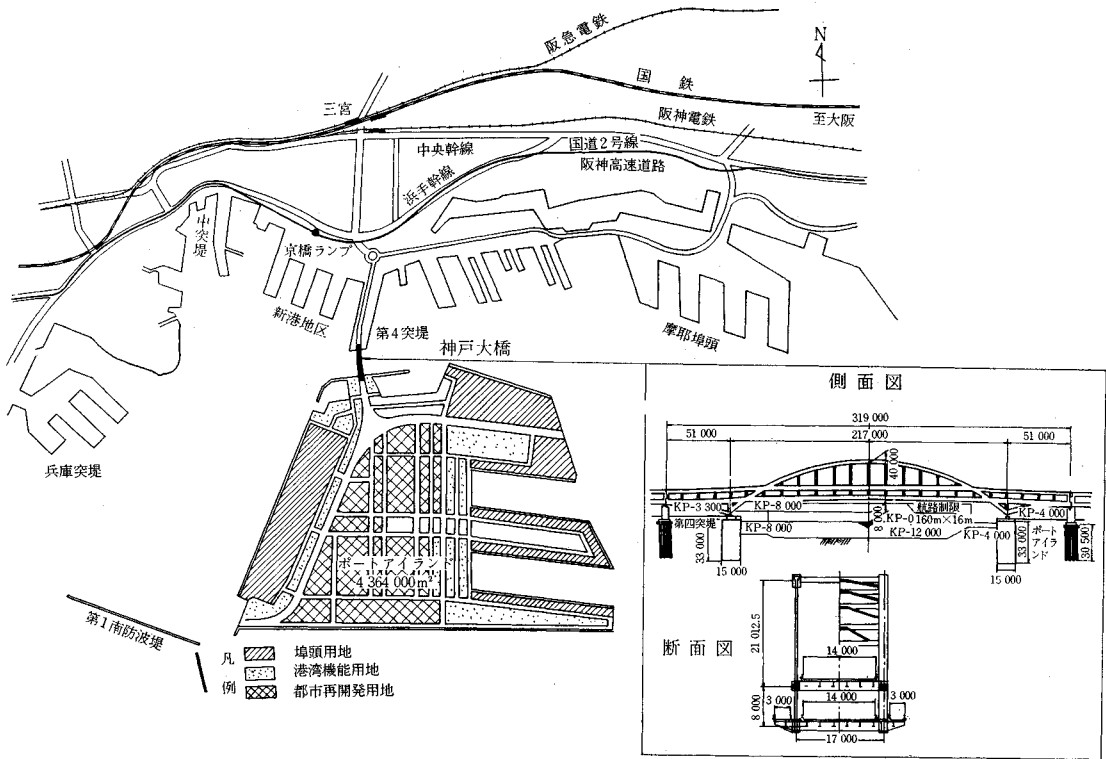 阪急電鉄
国鉄
N
三宮
阪神電鉄
至大阪
中央幹線
国道2号線
浜手幹線
阪神高速道路
中突堤
京橋ランプ
新港地区
第4突堤
摩耶埠頭
神戸大橋
兵庫突堤
ポートアイランド
4 364 000m²
第1南防波堤
凡例
埠頭用地
港湾機能用地
都市再開発用地
側面図
319 000
51 000
217 000
51 000
40 000
KP-3 300
KP-8 000
航路制限
KP-0
160m×16m
KP-4 000
第四突堤
KP-8 000
8 000
KP-12 000
KP-4 000
ポートアイランド
33 000
33 000
30 500
15 000
15 000
断面図
21 012.5
14 000
8 000
3 000
14 000
3 000
17 000